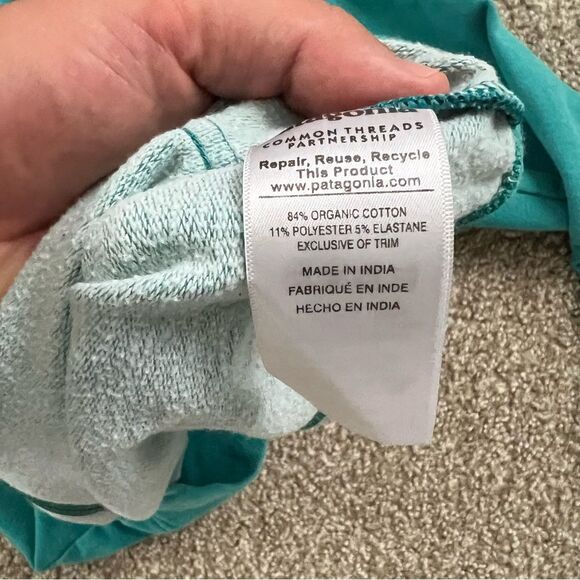 COMMON THREADS
PARTNERSHIP
Repair, Reuse, Recycle
This Product
www.patagonia.com
84% ORGANIC COTTON
11% POLYESTER 5% ELASTANE
EXCLUSIVE OF TRIM
MADE IN INDIA
FABRIQUÉ EN INDE
HECHO EN INDIA